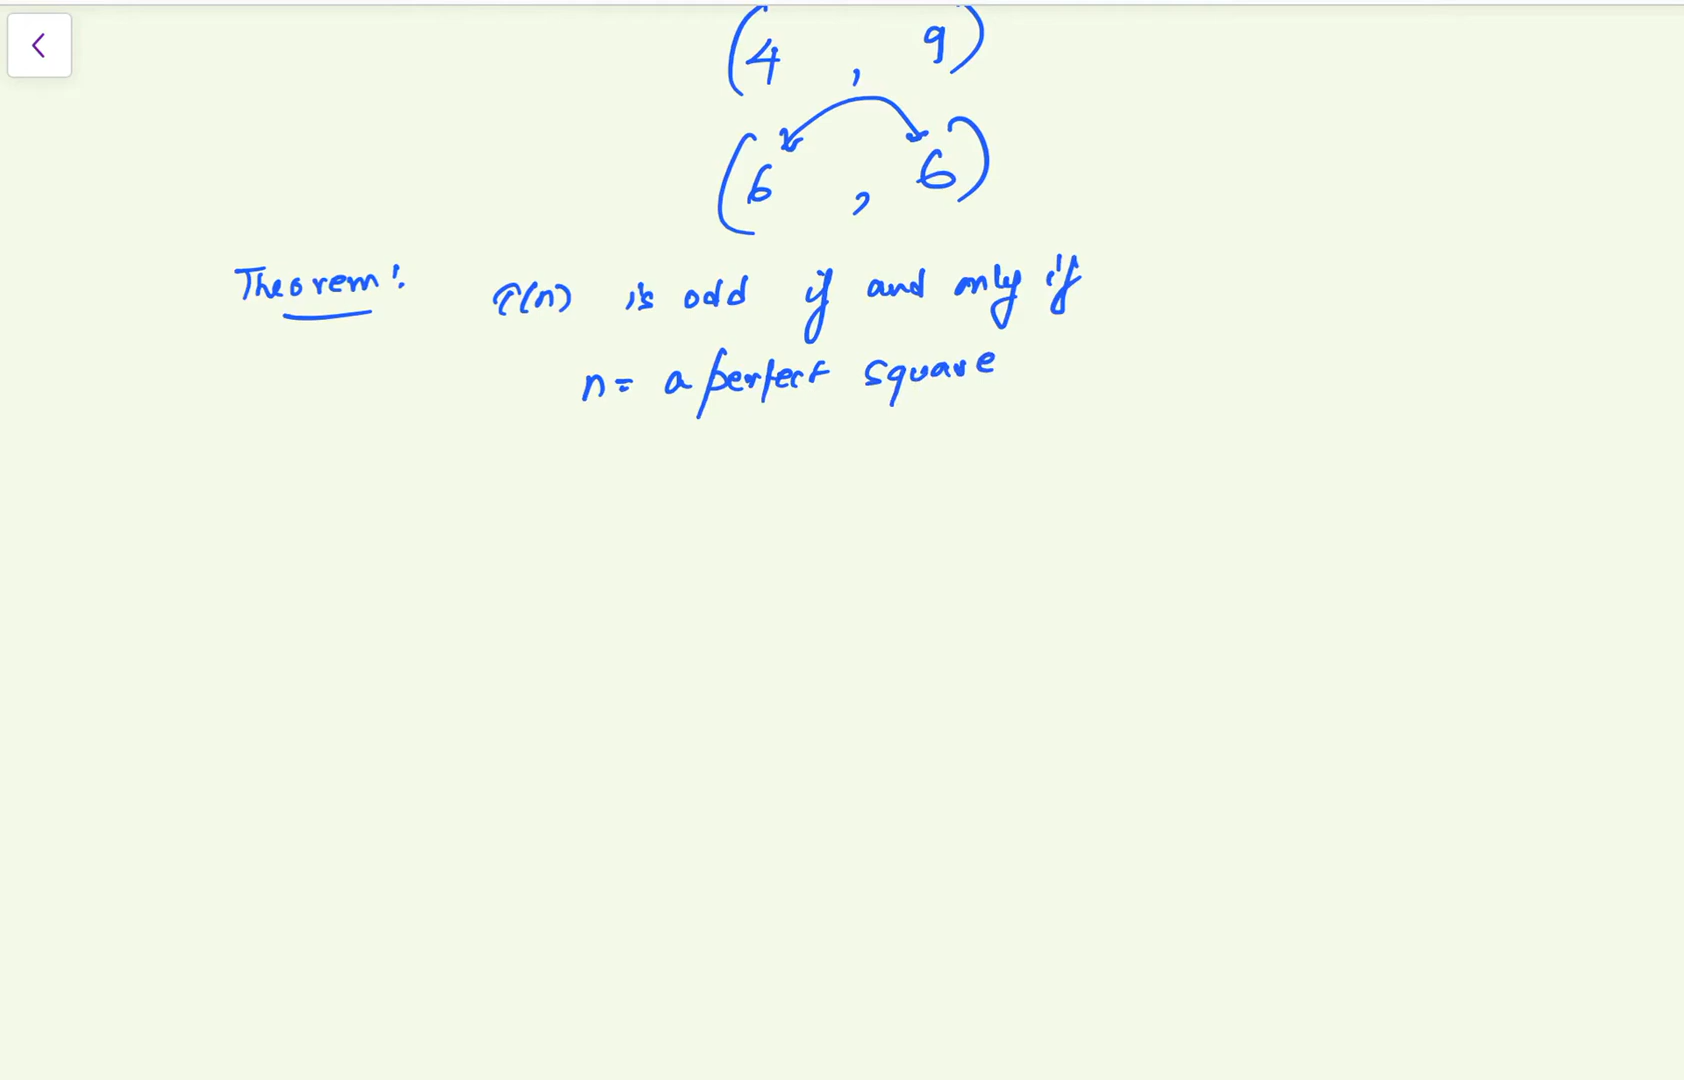 (4 , 9)
(6 , 6)
Theorem: τ(n) is odd if and only if
n = a perfect square